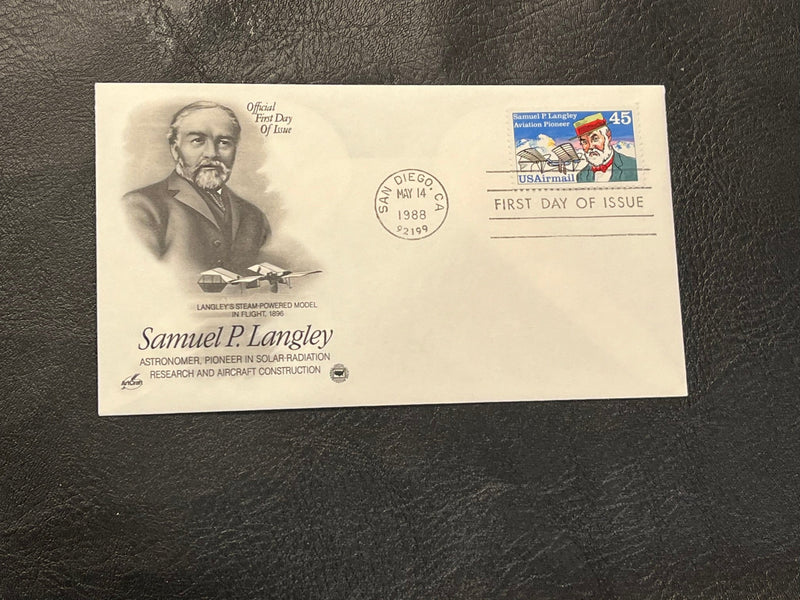 Official
First Day
Of Issue
LANGLEY'S STEAM-POWERED MODEL
IN FLIGHT, 1896
Samuel P. Langley
ASTRONOMER, PIONEER IN SOLAR-RADIATION
RESEARCH AND AIRCRAFT CONSTRUCTION
ArtCraft
SAN DIEGO, CA
MAY 14
1988
92199
Samuel P. Langley
Aviation Pioneer
45
USAirmail
FIRST DAY OF ISSUE